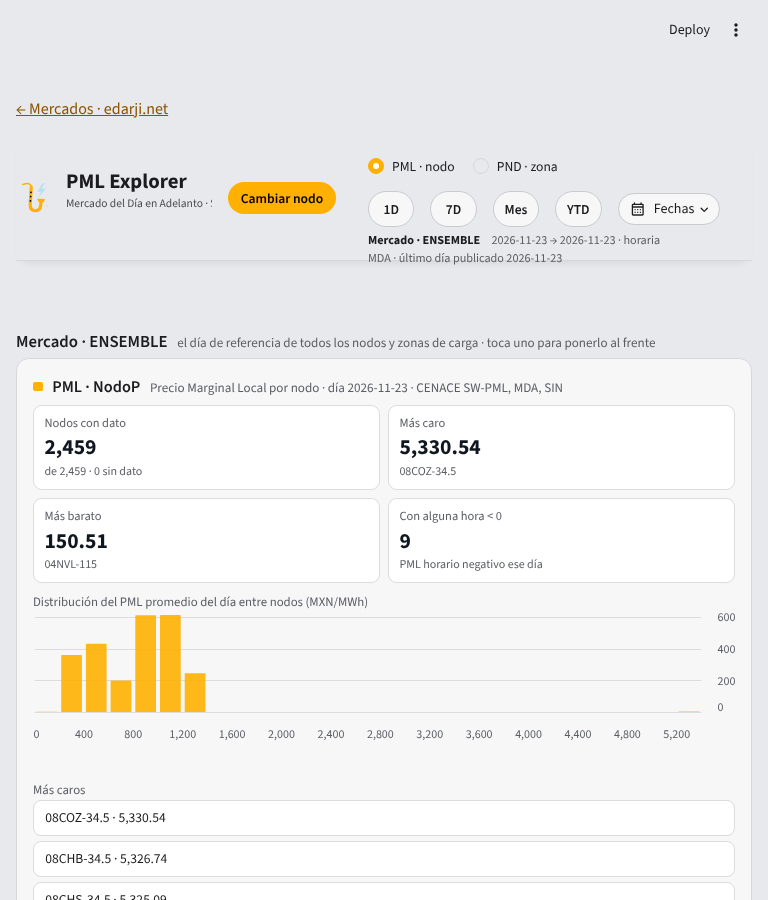 Deploy
← Mercados · edarji.net
PML Explorer
Mercado del Día en Adelanto ·
Cambiar nodo
PML · nodo
PND · zona
1D
7D
Mes
YTD
Fechas
Mercado · ENSEMBLE 2026-11-23 → 2026-11-23 · horaria
MDA · último día publicado 2026-11-23
Mercado · ENSEMBLE el día de referencia de todos los nodos y zonas de carga · toca uno para ponerlo al frente
PML · NodoP Precio Marginal Local por nodo · día 2026-11-23 · CENACE SW-PML, MDA, SIN
Nodos con dato
2,459
de 2,459 · 0 sin dato
Más caro
5,330.54
08COZ-34.5
Más barato
150.51
04NVL-115
Con alguna hora < 0
9
PML horario negativo ese día
Distribución del PML promedio del día entre nodos (MXN/MWh)
600
400
200
0
0 400 800 1,200 1,600 2,000 2,400 2,800 3,200 3,600 4,000 4,400 4,800 5,200
Más caros
08COZ-34.5 · 5,330.54
08CHB-34.5 · 5,326.74
08CHS-34.5 · 5,325.09